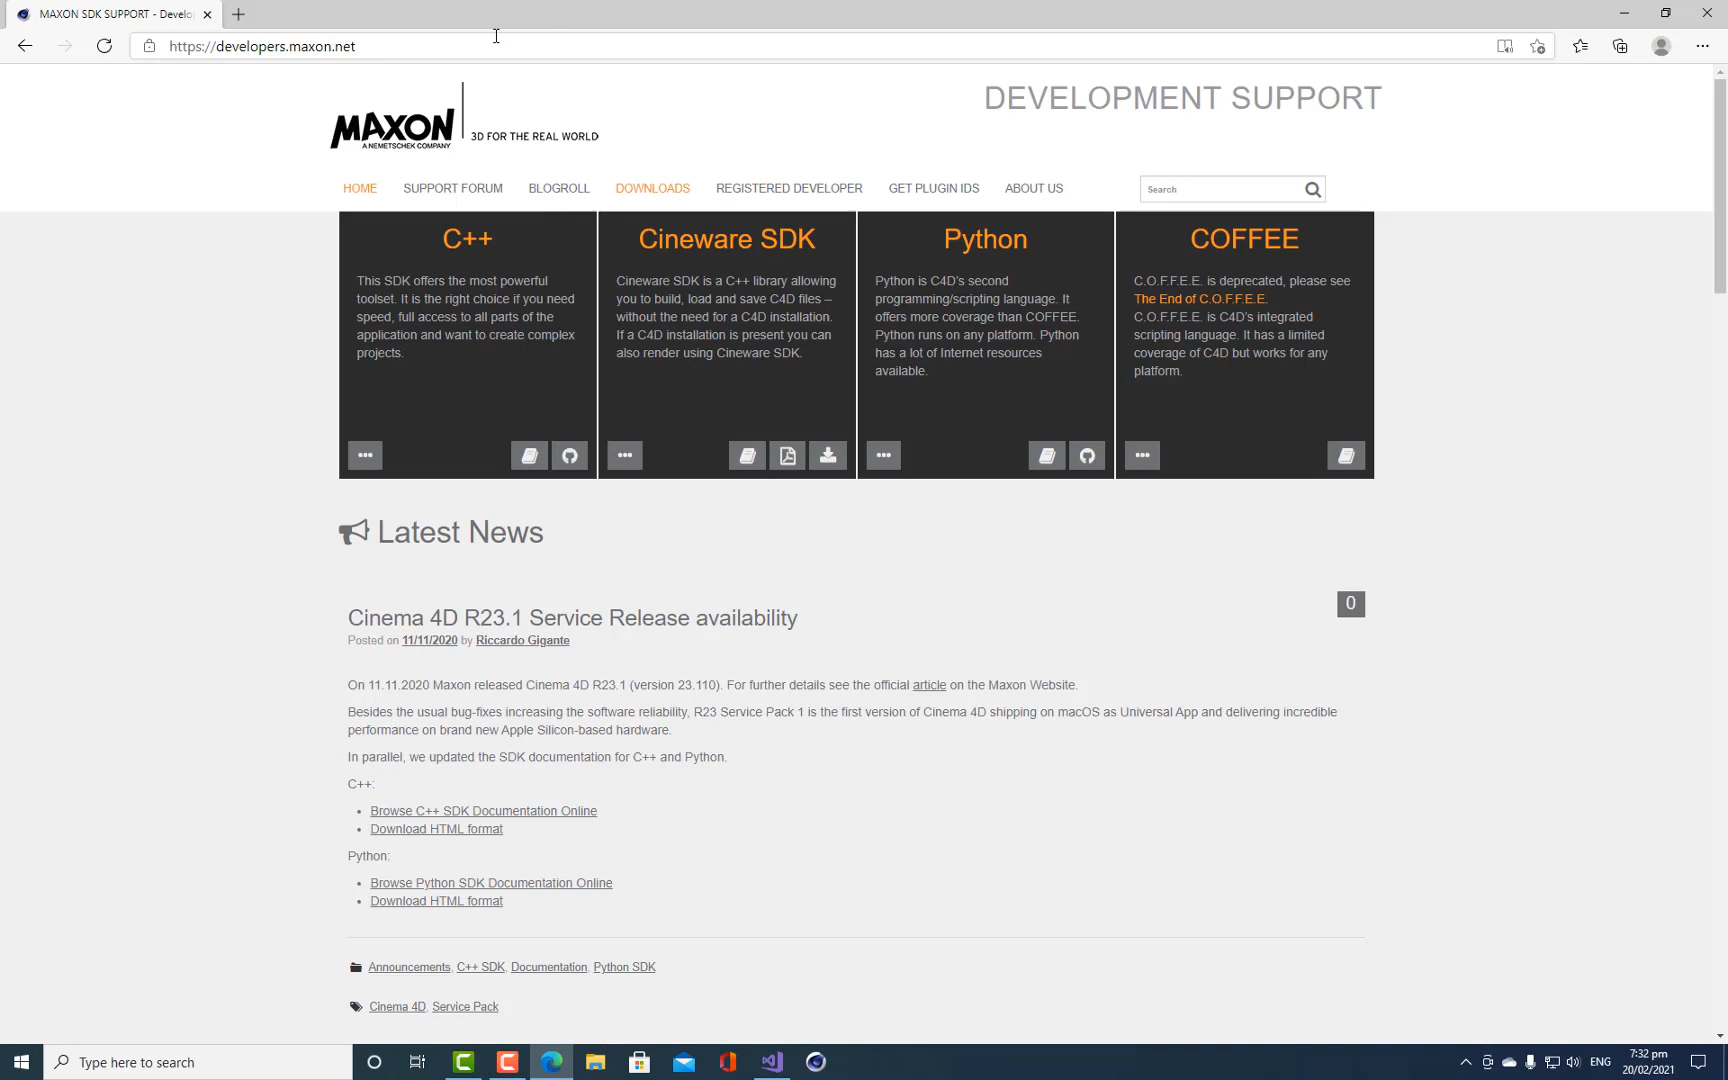 MAXON SDK SUPPORT - Develo
https://developers.maxon.net
MAXON
A NEMETSCHEK COMPANY
3D FOR THE REAL WORLD
DEVELOPMENT SUPPORT
HOME SUPPORT FORUM BLOGROLL DOWNLOADS REGISTERED DEVELOPER GET PLUGIN IDS ABOUT US Search
C++
This SDK offers the most powerful
toolset. It is the right choice if you need
speed, full access to all parts of the
application and want to create complex
projects.
Cineware SDK
Cineware SDK is a C++ library allowing
you to build, load and save C4D files –
without the need for a C4D installation.
If a C4D installation is present you can
also render using Cineware SDK.
Python
Python is C4D's second
programming/scripting language. It
offers more coverage than COFFEE.
Python runs on any platform. Python
has a lot of Internet resources
available.
COFFEE
C.O.F.F.E.E. is deprecated, please see
The End of C.O.F.F.E.E.
C.O.F.F.E.E. is C4D's integrated
scripting language. It has a limited
coverage of C4D but works for any
platform.
Latest News
Cinema 4D R23.1 Service Release availability
0
Posted on 11/11/2020 by Riccardo Gigante
On 11.11.2020 Maxon released Cinema 4D R23.1 (version 23.110). For further details see the official article on the Maxon Website.
Besides the usual bug-fixes increasing the software reliability, R23 Service Pack 1 is the first version of Cinema 4D shipping on macOS as Universal App and delivering incredible
performance on brand new Apple Silicon-based hardware.
In parallel, we updated the SDK documentation for C++ and Python.
C++:
• Browse C++ SDK Documentation Online
• Download HTML format
Python:
• Browse Python SDK Documentation Online
• Download HTML format
Announcements, C++ SDK, Documentation, Python SDK
Cinema 4D, Service Pack
Type here to search
ENG
7:32 pm
20/02/2021